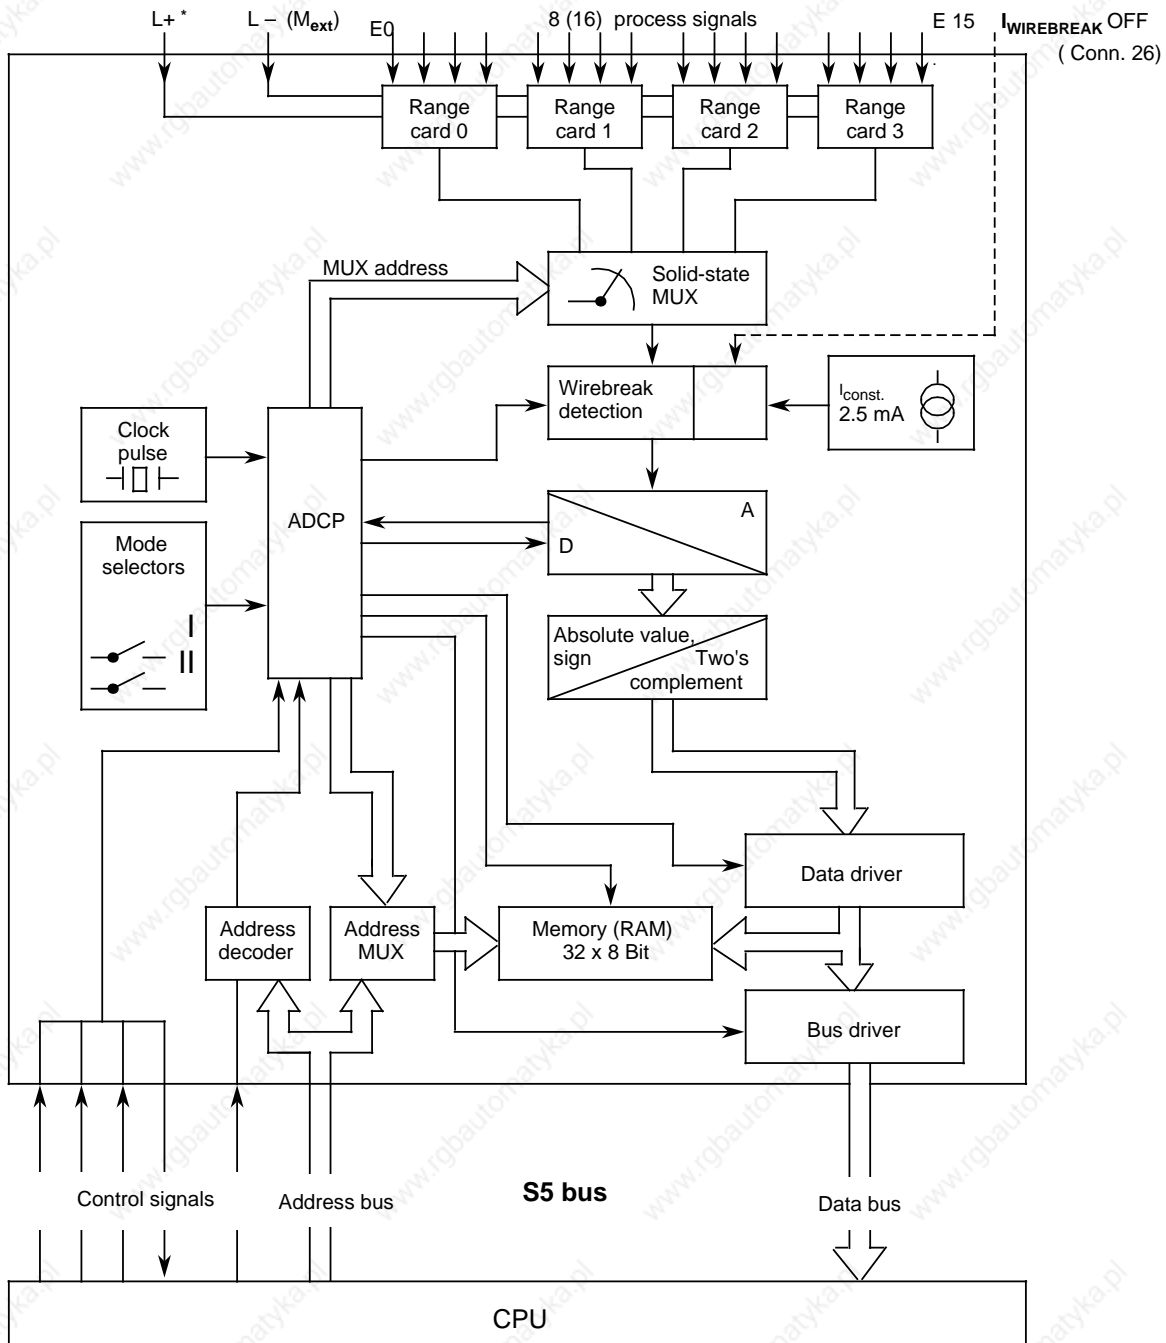 L+ *
L – (Mext)
E0
8 (16) process signals
E 15
IWIREBREAK OFF
( Conn. 26)
Range
card 0
Range
card 1
Range
card 2
Range
card 3
MUX address
Solid-state
MUX
Wirebreak
detection
Iconst.
2.5 mA
Clock
pulse
ADCP
A
D
Mode
selectors
I
II
Absolute value,
sign
Two's
complement
Data driver
Address
decoder
Address
MUX
Memory (RAM)
32 x 8 Bit
Bus driver
Control signals
Address bus
S5 bus
Data bus
CPU
www.rgbautomatyka.pl